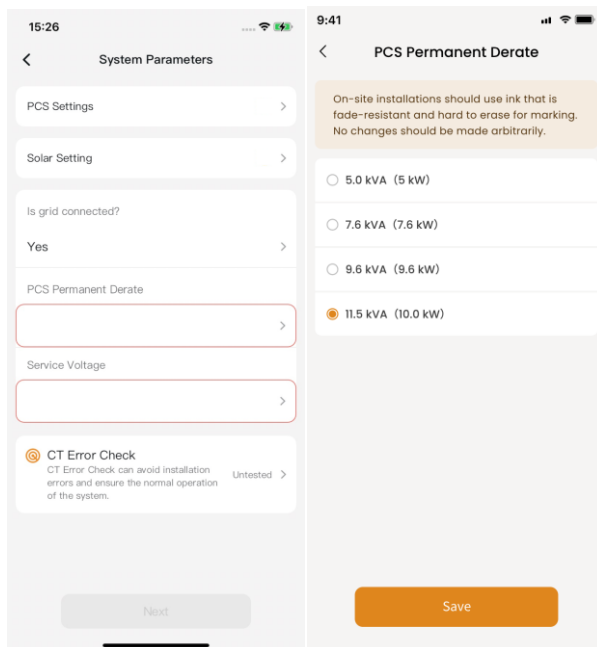 15:26
System Parameters
PCS Settings
Solar Setting
Is grid connected?
Yes
PCS Permanent Derate
Service Voltage
CT Error Check
CT Error Check can avoid installation
errors and ensure the normal operation
of the system.
Untested
Next
9:41
PCS Permanent Derate
On-site installations should use ink that is
fade-resistant and hard to erase for marking.
No changes should be made arbitrarily.
5.0 kVA (5 kW)
7.6 kVA (7.6 kW)
9.6 kVA (9.6 kW)
11.5 kVA (10.0 kW)
Save